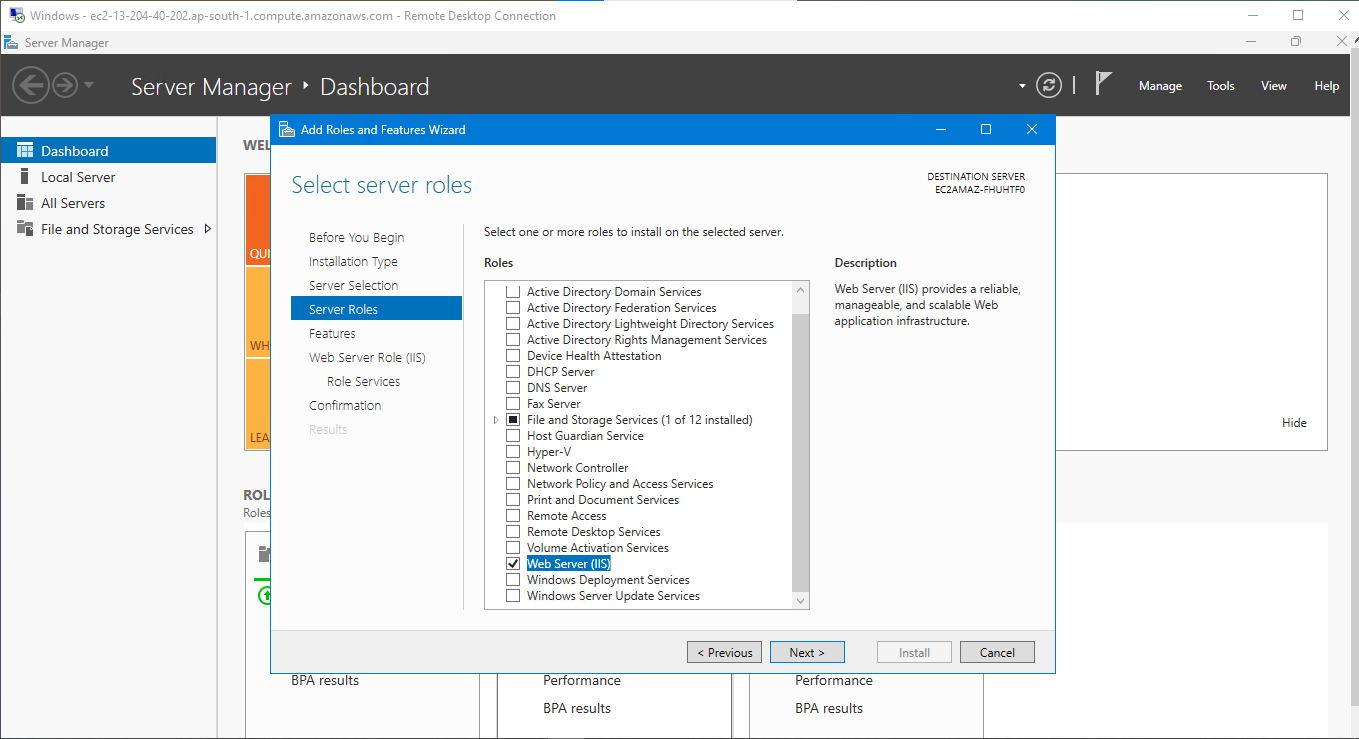 Windows - ec2-13-204-40-202.ap-south-1.compute.amazonaws.com - Remote Desktop Connection
Server Manager
Server Manager ‣ Dashboard
Manage Tools View Help
Dashboard
Local Server
All Servers
File and Storage Services
WEL
QUI
WH
LEA
Hide
ROL
Roles
Add Roles and Features Wizard
Select server roles
DESTINATION SERVER
EC2AMAZ-FHUHTF0
Before You Begin
Installation Type
Server Selection
Server Roles
Features
Web Server Role (IIS)
Role Services
Confirmation
Results
Select one or more roles to install on the selected server.
Roles
Active Directory Domain Services
Active Directory Federation Services
Active Directory Lightweight Directory Services
Active Directory Rights Management Services
Device Health Attestation
DHCP Server
DNS Server
Fax Server
File and Storage Services (1 of 12 installed)
Host Guardian Service
Hyper-V
Network Controller
Network Policy and Access Services
Print and Document Services
Remote Access
Remote Desktop Services
Volume Activation Services
Web Server (IIS)
Windows Deployment Services
Windows Server Update Services
Description
Web Server (IIS) provides a reliable,
manageable, and scalable Web
application infrastructure.
< Previous Next > Install Cancel
BPA results
Performance
BPA results
Performance
BPA results